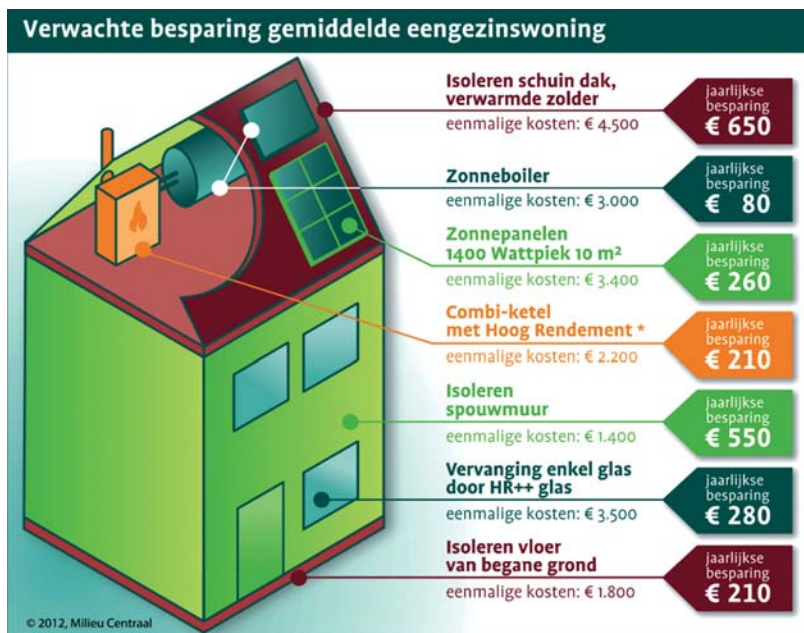 Verwachte besparing gemiddelde eengezinswoning
Isoleren schuin dak,
verwarmde zolder
eenmalige kosten: € 4.500
jaarlijkse
besparing
€ 650
Zonneboiler
eenmalige kosten: € 3.000
jaarlijkse
besparing
€ 80
Zonnepanelen
1400 Wattpiek 10 m²
eenmalige kosten: € 3.400
jaarlijkse
besparing
€ 260
Combi-ketel
met Hoog Rendement *
eenmalige kosten: € 2.200
jaarlijkse
besparing
€ 210
Isoleren
spouwmuur
eenmalige kosten: € 1.400
jaarlijkse
besparing
€ 550
Vervanging enkel glas
door HR++ glas
eenmalige kosten: € 3.500
jaarlijkse
besparing
€ 280
Isoleren vloer
van begane grond
eenmalige kosten: € 1.800
jaarlijkse
besparing
€ 210
© 2012, Milieu Centraal